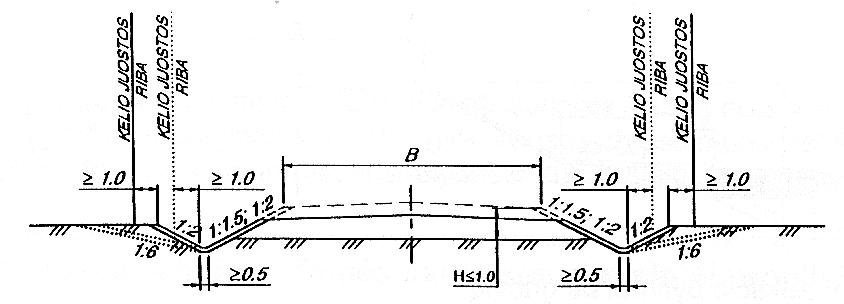 KELIO JUOSTOS
RIBA
KELIO JUOSTOS
RIBA
KELIO JUOSTOS
RIBA
KELIO JUOSTOS
RIBA
B
≥ 1.0
≥ 1.0
≥ 1.0
≥ 1.0
1:2
1:1.5; 1:2
1:1.5; 1:2
1:2
1:6
1:6
≥0.5
H≤1.0
≥0.5